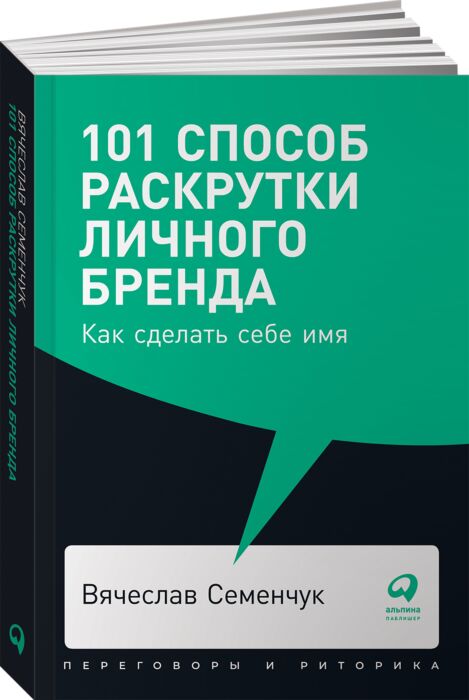 101 СПОСОБ
РАСКРУТКИ
ЛИЧНОГО
БРЕНДА
Как сделать себе имя
Вячеслав Семенчук
альпина
ПАБЛИШЕР
ПЕРЕГОВОРЫ И РИТОРИКА
ВЯЧЕСЛАВ СЕМЕНЧУК
101 СПОСОБ РАСКРУТКИ ЛИЧНОГО БРЕНДА